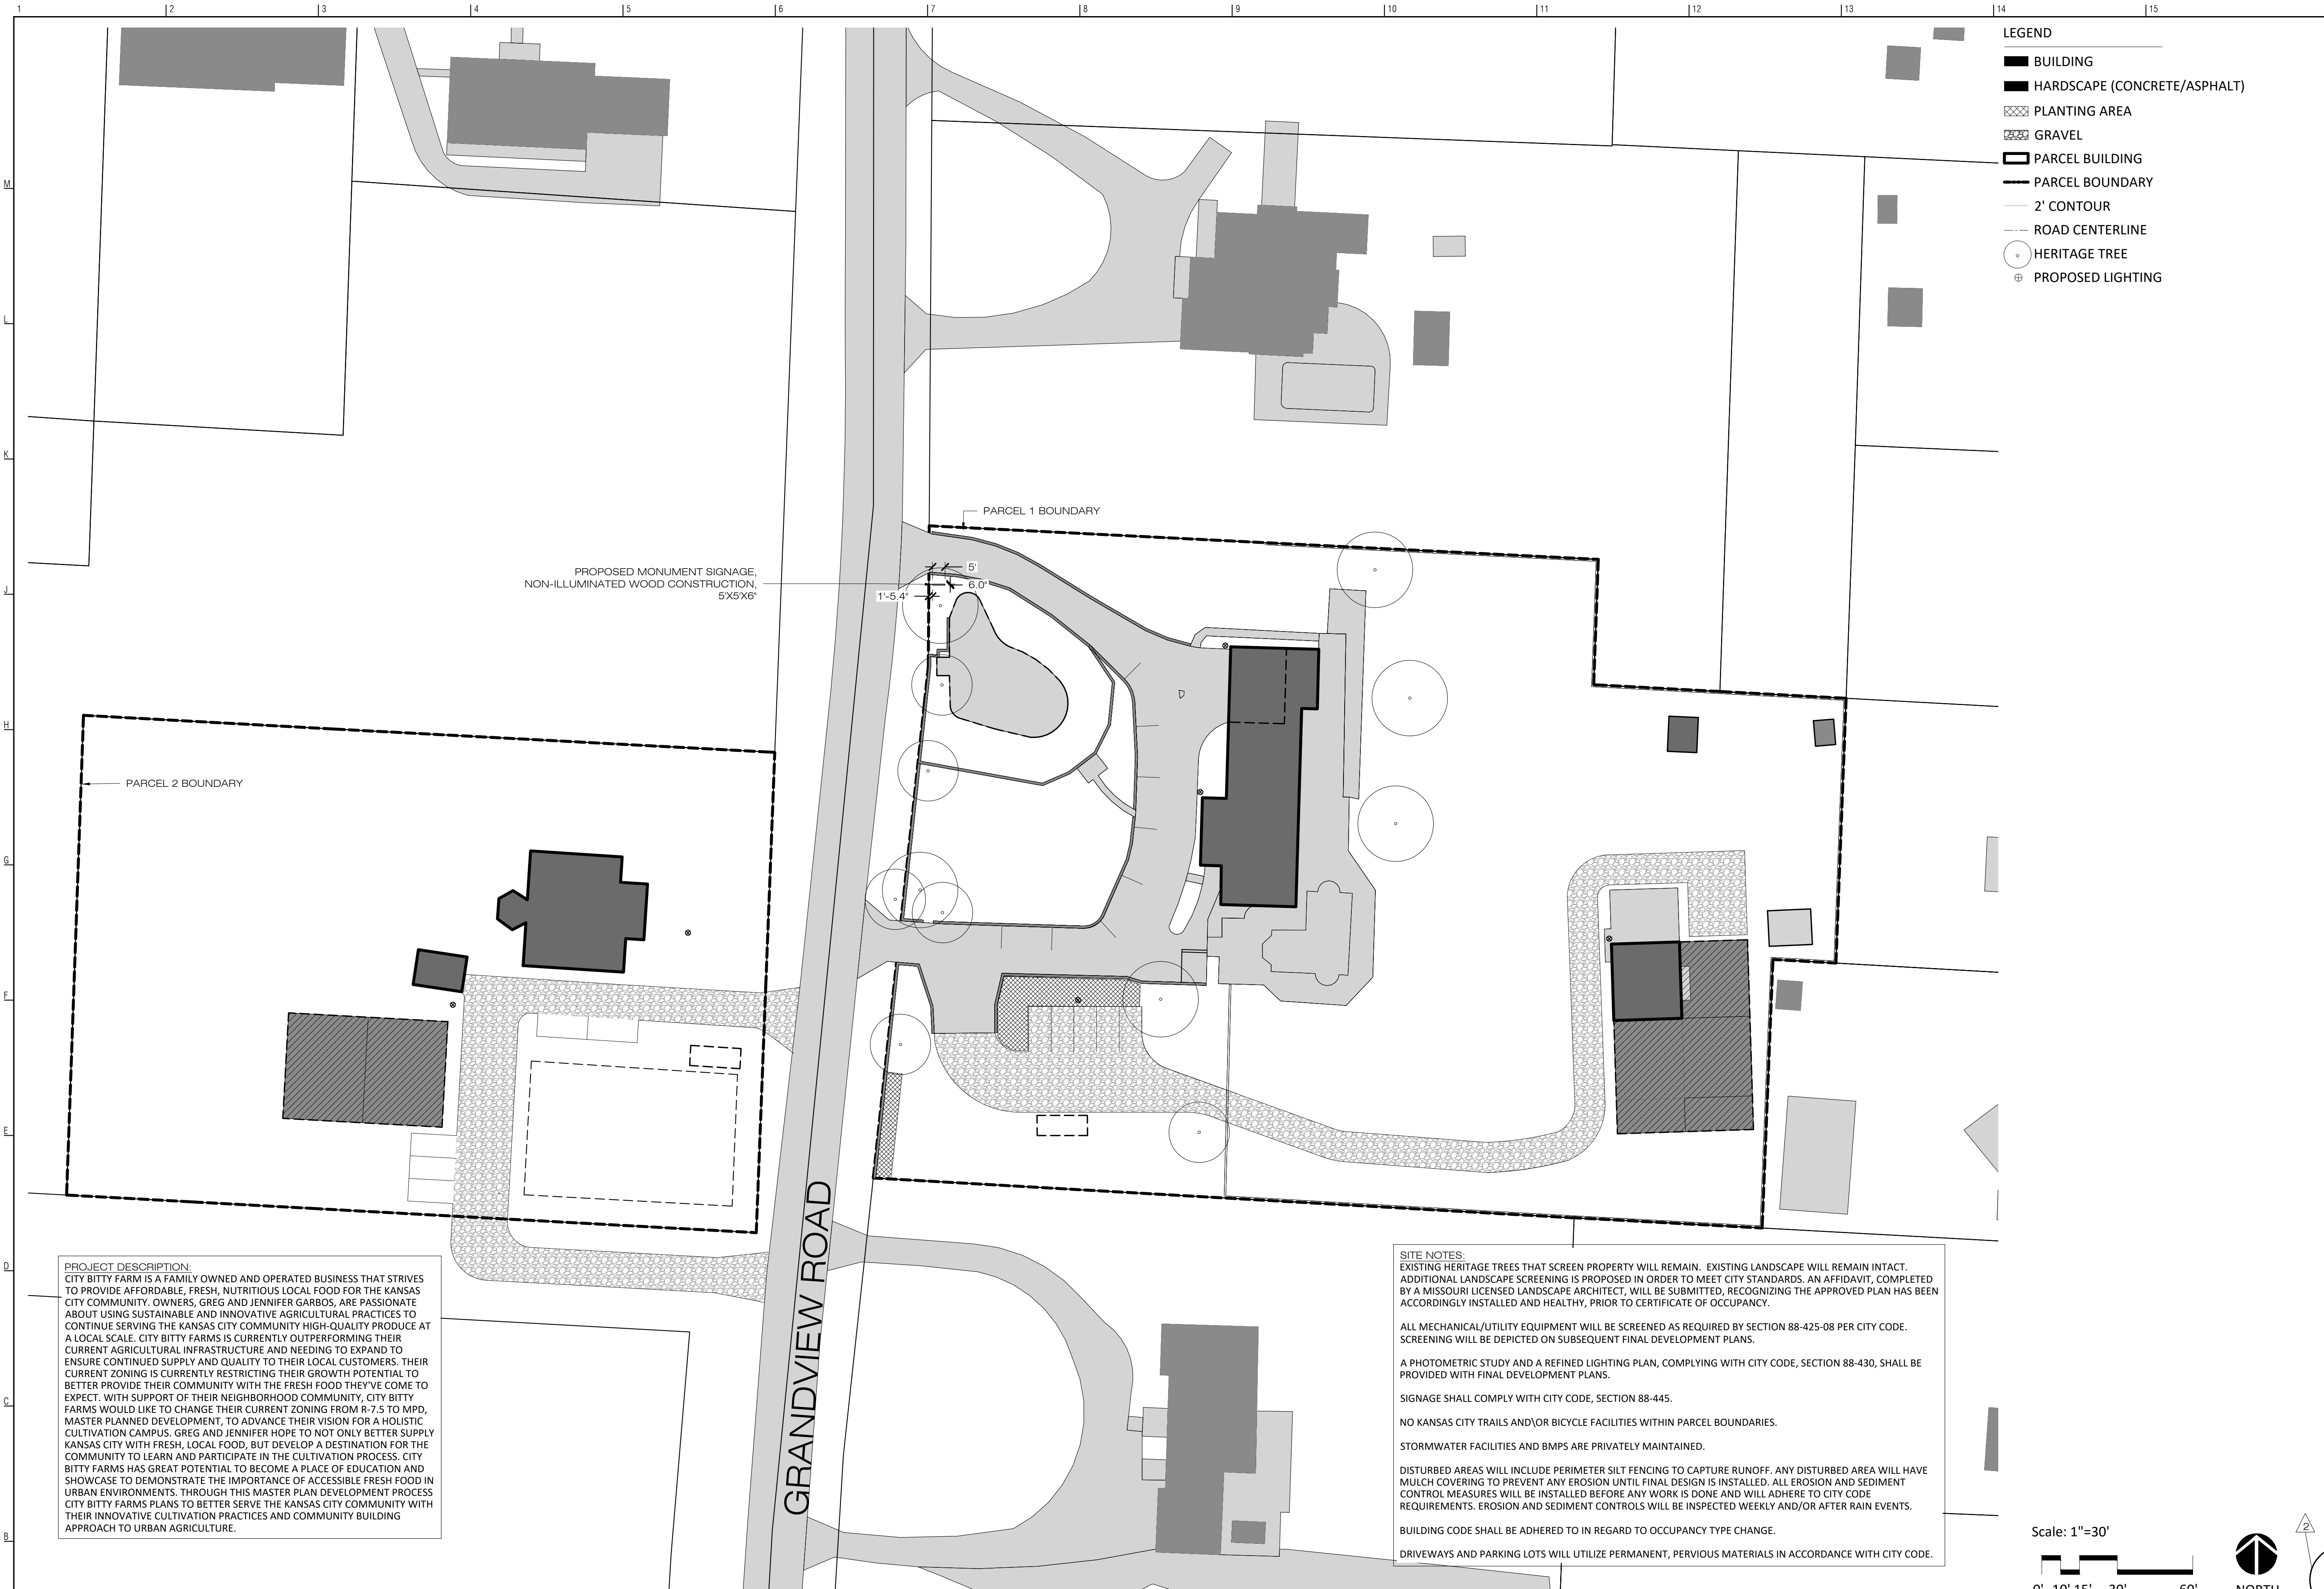 1
2
3
4
5
6
7
8
9
10
11
12
13
14
15
M
L
K
J
H
G
F
E
D
C
B
LEGEND
BUILDING
HARDSCAPE (CONCRETE/ASPHALT)
PLANTING AREA
GRAVEL
PARCEL BUILDING
PARCEL BOUNDARY
2' CONTOUR
ROAD CENTERLINE
HERITAGE TREE
PROPOSED LIGHTING
PARCEL 1 BOUNDARY
PROPOSED MONUMENT SIGNAGE,
NON-ILLUMINATED WOOD CONSTRUCTION,
5'X5'X6"
5'
6.0"
1'-5.4"
PARCEL 2 BOUNDARY
GRANDVIEW ROAD
PROJECT DESCRIPTION:
CITY BITTY FARM IS A FAMILY OWNED AND OPERATED BUSINESS THAT STRIVES
TO PROVIDE AFFORDABLE, FRESH, NUTRITIOUS LOCAL FOOD FOR THE KANSAS
CITY COMMUNITY. OWNERS, GREG AND JENNIFER GARBOS, ARE PASSIONATE
ABOUT USING SUSTAINABLE AND INNOVATIVE AGRICULTURAL PRACTICES TO
CONTINUE SERVING THE KANSAS CITY COMMUNITY HIGH-QUALITY PRODUCE AT
A LOCAL SCALE. CITY BITTY FARMS IS CURRENTLY OUTPERFORMING THEIR
CURRENT AGRICULTURAL INFRASTRUCTURE AND NEEDING TO EXPAND TO
ENSURE CONTINUED SUPPLY AND QUALITY TO THEIR LOCAL CUSTOMERS. THEIR
CURRENT ZONING IS CURRENTLY RESTRICTING THEIR GROWTH POTENTIAL TO
BETTER PROVIDE THEIR COMMUNITY WITH THE FRESH FOOD THEY'VE COME TO
EXPECT. WITH SUPPORT OF THEIR NEIGHBORHOOD COMMUNITY, CITY BITTY
FARMS WOULD LIKE TO CHANGE THEIR CURRENT ZONING FROM R-7.5 TO MPD,
MASTER PLANNED DEVELOPMENT, TO ADVANCE THEIR VISION FOR A HOLISTIC
CULTIVATION CAMPUS. GREG AND JENNIFER HOPE TO NOT ONLY BETTER SUPPLY
KANSAS CITY WITH FRESH, LOCAL FOOD, BUT DEVELOP A DESTINATION FOR THE
COMMUNITY TO LEARN AND PARTICIPATE IN THE CULTIVATION PROCESS. CITY
BITTY FARMS HAS GREAT POTENTIAL TO BECOME A PLACE OF EDUCATION AND
SHOWCASE TO DEMONSTRATE THE IMPORTANCE OF ACCESSIBLE FRESH FOOD IN
URBAN ENVIRONMENTS. THROUGH THIS MASTER PLAN DEVELOPMENT PROCESS
CITY BITTY FARMS PLANS TO BETTER SERVE THE KANSAS CITY COMMUNITY WITH
THEIR INNOVATIVE CULTIVATION PRACTICES AND COMMUNITY BUILDING
APPROACH TO URBAN AGRICULTURE.
SITE NOTES:
EXISTING HERITAGE TREES THAT SCREEN PROPERTY WILL REMAIN. EXISTING LANDSCAPE WILL REMAIN INTACT.
ADDITIONAL LANDSCAPE SCREENING IS PROPOSED IN ORDER TO MEET CITY STANDARDS. AN AFFIDAVIT, COMPLETED
BY A MISSOURI LICENSED LANDSCAPE ARCHITECT, WILL BE SUBMITTED, RECOGNIZING THE APPROVED PLAN HAS BEEN
ACCORDINGLY INSTALLED AND HEALTHY, PRIOR TO CERTIFICATE OF OCCUPANCY.
ALL MECHANICAL/UTILITY EQUIPMENT WILL BE SCREENED AS REQUIRED BY SECTION 88-425-08 PER CITY CODE.
SCREENING WILL BE DEPICTED ON SUBSEQUENT FINAL DEVELOPMENT PLANS.
A PHOTOMETRIC STUDY AND A REFINED LIGHTING PLAN, COMPLYING WITH CITY CODE, SECTION 88-430, SHALL BE
PROVIDED WITH FINAL DEVELOPMENT PLANS.
SIGNAGE SHALL COMPLY WITH CITY CODE, SECTION 88-445.
NO KANSAS CITY TRAILS AND\OR BICYCLE FACILITIES WITHIN PARCEL BOUNDARIES.
STORMWATER FACILITIES AND BMPS ARE PRIVATELY MAINTAINED.
DISTURBED AREAS WILL INCLUDE PERIMETER SILT FENCING TO CAPTURE RUNOFF. ANY DISTURBED AREA WILL HAVE
MULCH COVERING TO PREVENT ANY EROSION UNTIL FINAL DESIGN IS INSTALLED. ALL EROSION AND SEDIMENT
CONTROL MEASURES WILL BE INSTALLED BEFORE ANY WORK IS DONE AND WILL ADHERE TO CITY CODE
REQUIREMENTS. EROSION AND SEDIMENT CONTROLS WILL BE INSPECTED WEEKLY AND/OR AFTER RAIN EVENTS.
BUILDING CODE SHALL BE ADHERED TO IN REGARD TO OCCUPANCY TYPE CHANGE.
DRIVEWAYS AND PARKING LOTS WILL UTILIZE PERMANENT, PERVIOUS MATERIALS IN ACCORDANCE WITH CITY CODE.
Scale: 1"=30'
2
0' 10' 15' 30' 60'
NORTH